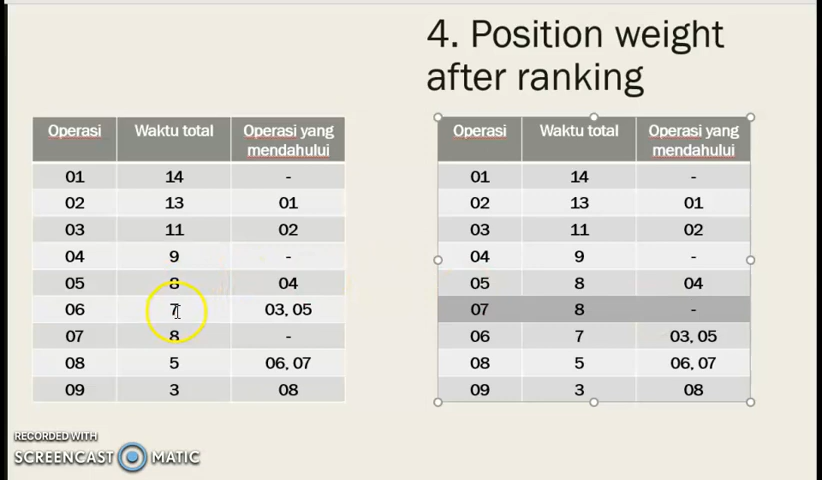 4. Position weight
after ranking
Operasi Waktu total Operasi yang
mendahului
01 14 -
02 13 01
03 11 02
04 9 -
05 8 04
06 7 03, 05
07 8 -
08 5 06, 07
09 3 08
Operasi Waktu total Operasi yang
mendahului
01 14 -
02 13 01
03 11 02
04 9 -
05 8 04
07 8 -
06 7 03, 05
08 5 06, 07
09 3 08
RECORDED WITH
SCREENCAST MATIC